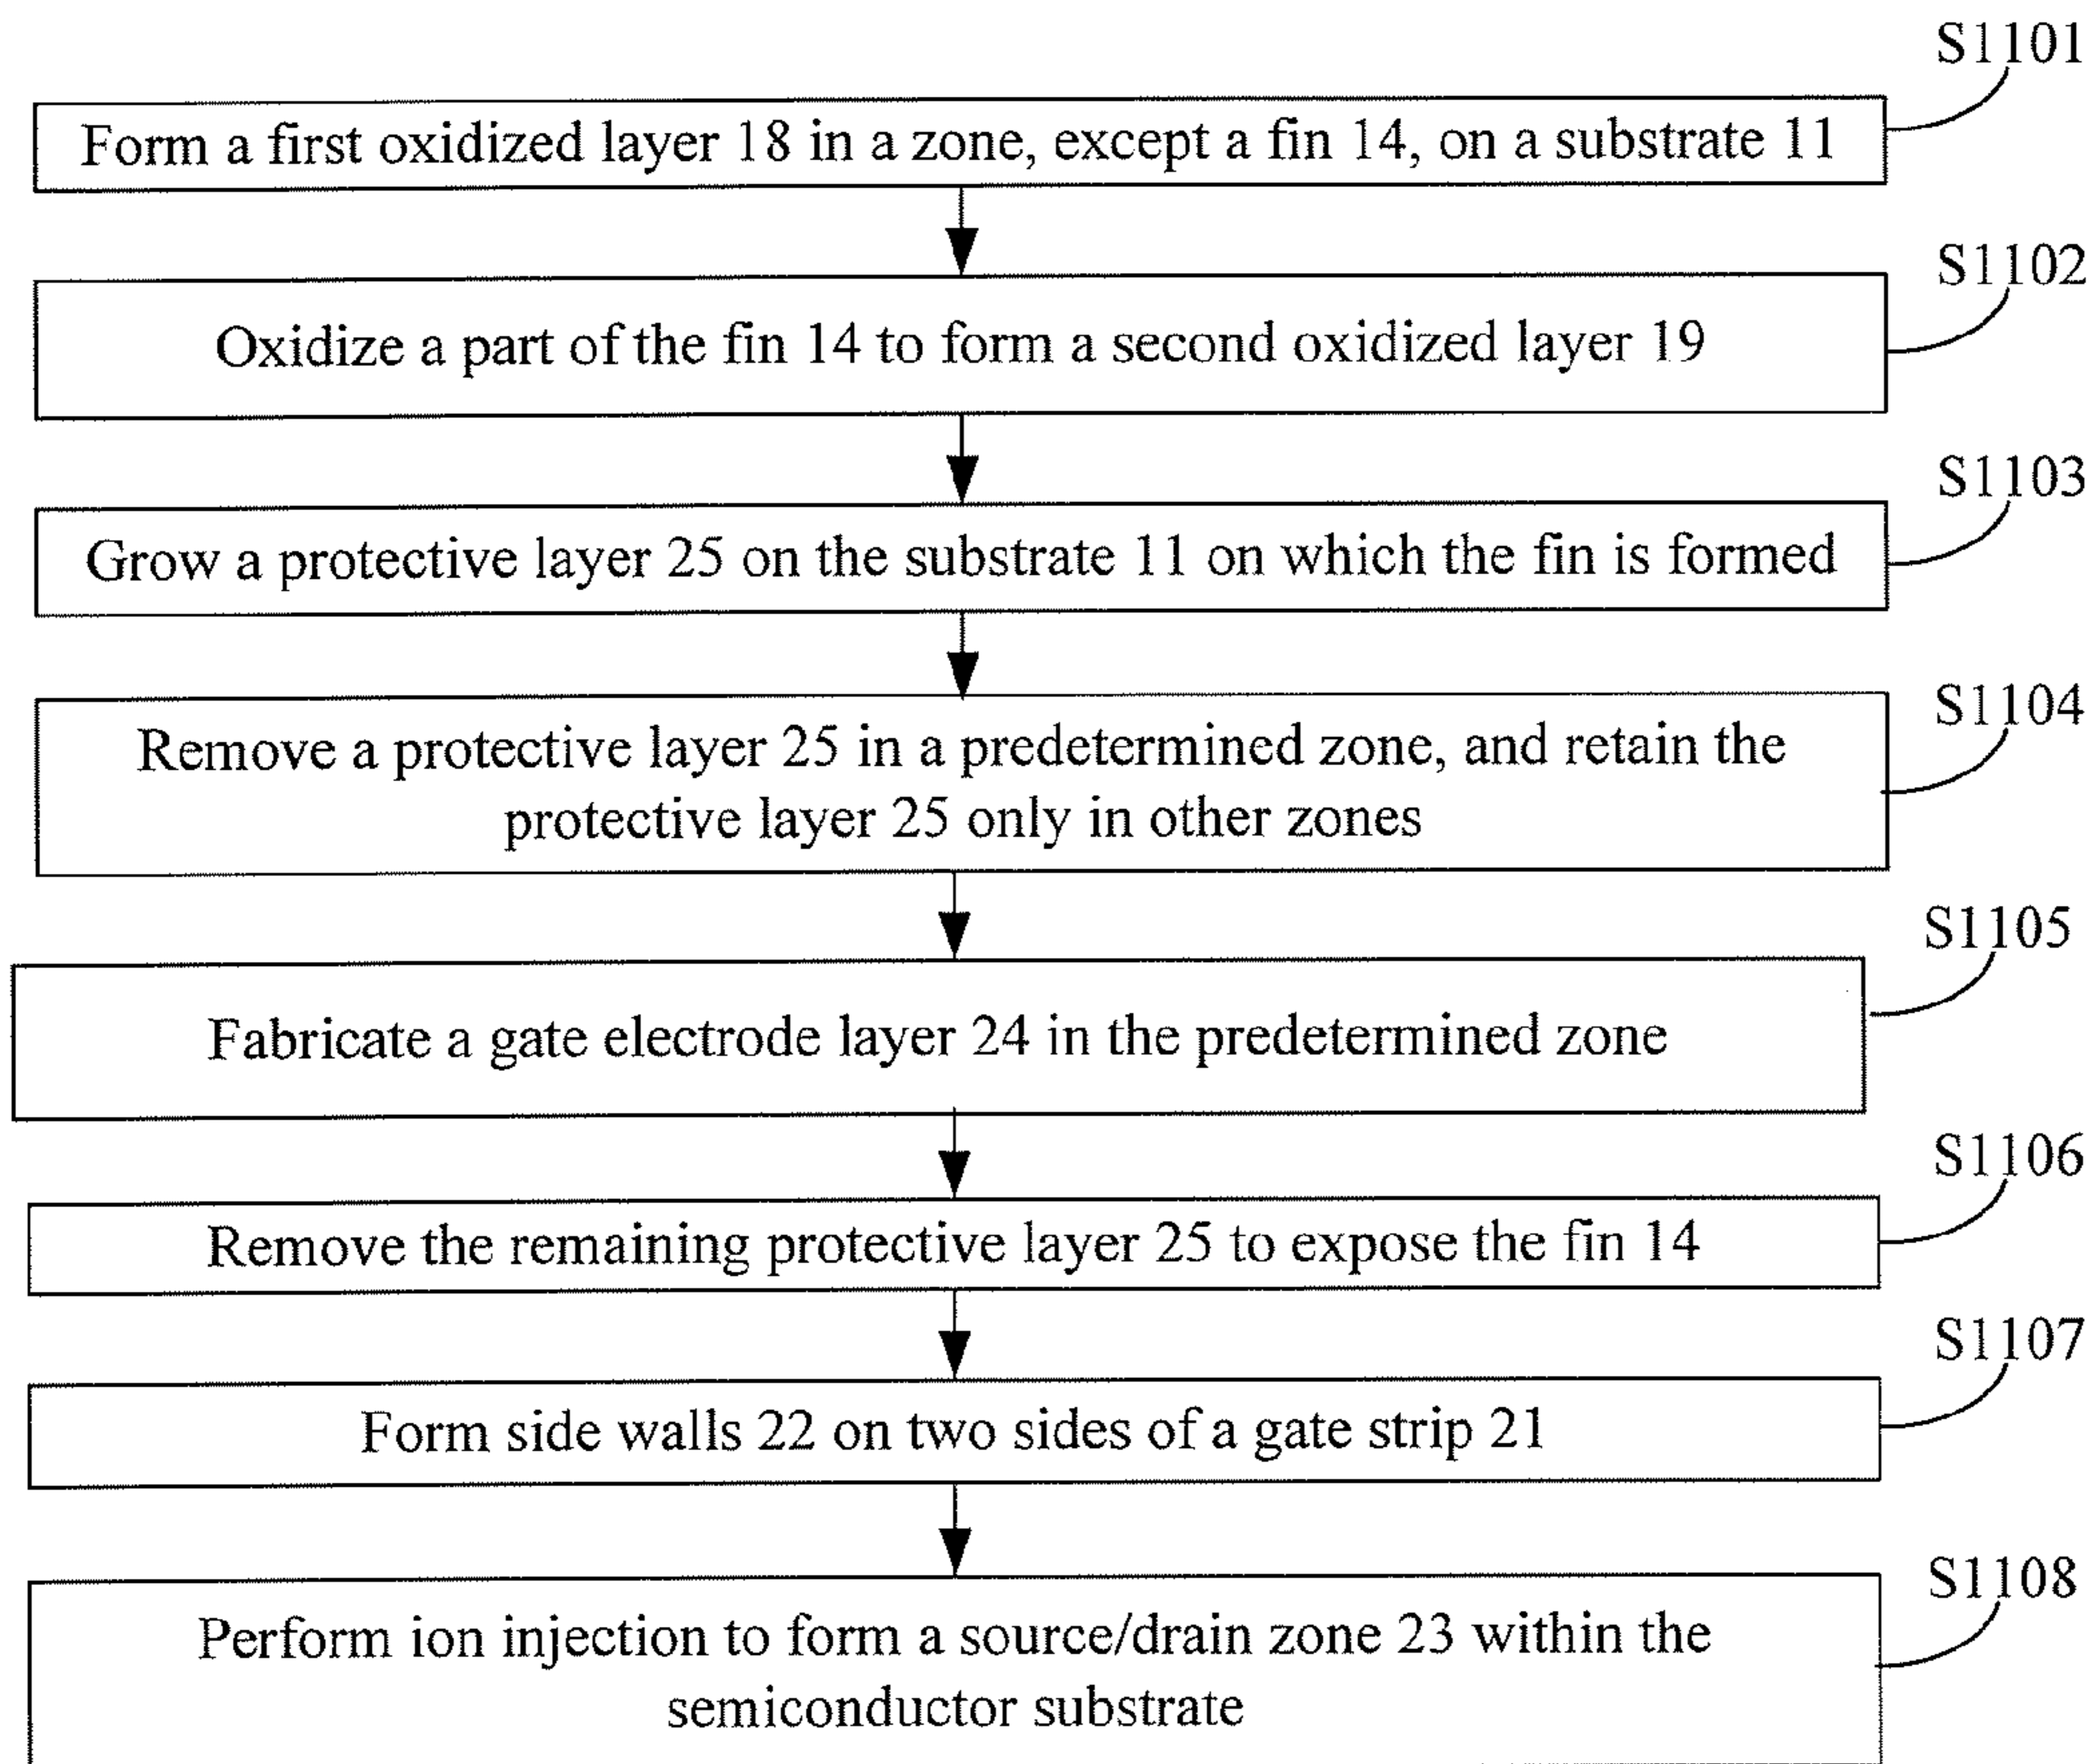 S1101
Form a first oxidized layer 18 in a zone, except a fin 14, on a substrate 11
S1102
Oxidize a part of the fin 14 to form a second oxidized layer 19
S1103
Grow a protective layer 25 on the substrate 11 on which the fin is formed
S1104
Remove a protective layer 25 in a predetermined zone, and retain the
protective layer 25 only in other zones
S1105
Fabricate a gate electrode layer 24 in the predetermined zone
S1106
Remove the remaining protective layer 25 to expose the fin 14
S1107
Form side walls 22 on two sides of a gate strip 21
S1108
Perform ion injection to form a source/drain zone 23 within the
semiconductor substrate